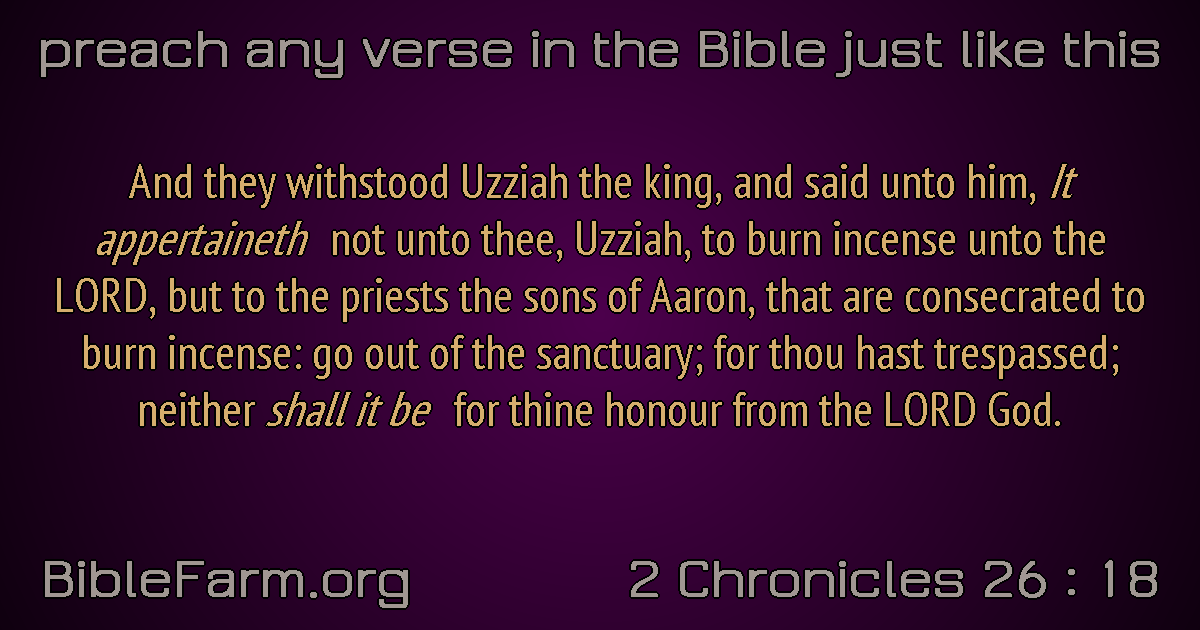 preach any verse in the Bible just like this
And they withstood Uzziah the king, and said unto him, It
appertaineth not unto thee, Uzziah, to burn incense unto the
LORD, but to the priests the sons of Aaron, that are consecrated to
burn incense: go out of the sanctuary; for thou hast trespassed;
neither shall it be for thine honour from the LORD God.
BibleFarm.org
2 Chronicles 26 : 18